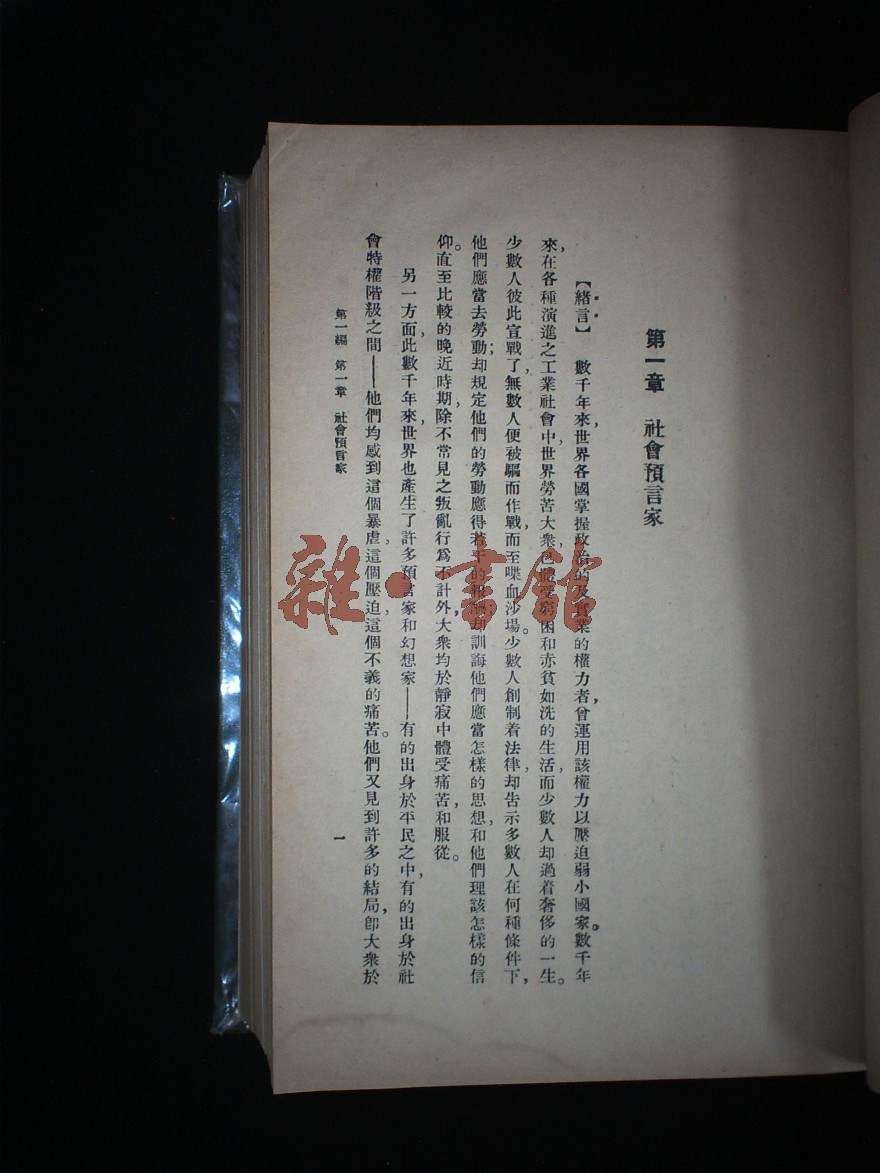 第一章　社會預言家
【緒言】　數千年來，世界各國掌握政治的及實業的權力者，曾運用該權力以壓迫弱小國家。數千年
來，在各種演進之工業社會中，世界勞苦大衆，包體受窮困和赤貧如洗的生活，而少數人却過着奢侈的一生。
少數人彼此宣戰了，無數人便被驅而作戰，而至喋血沙場。少數人創制着法律，却告示多數人在何種條件下，
他們應當去勞動；却規定他們的勞動應得若干的報酬；却訓誨他們應當怎樣的思想，和他們理該怎樣的信
仰。直至比較的晚近時期，除不常見之叛亂行爲不計外，大衆均於靜寂中體受痛苦，和服從。
另一方面，此數千年來，世界也產生了許多預言家和幻想家——有的出身於平民之中，有的出身於社
會特權階級之間——他們均感到這個暴虐，這個壓迫，這個不義的痛苦。他們又見到許多的結局，卽大衆於
第一編　第一章　社會預言家
一
雜·書館